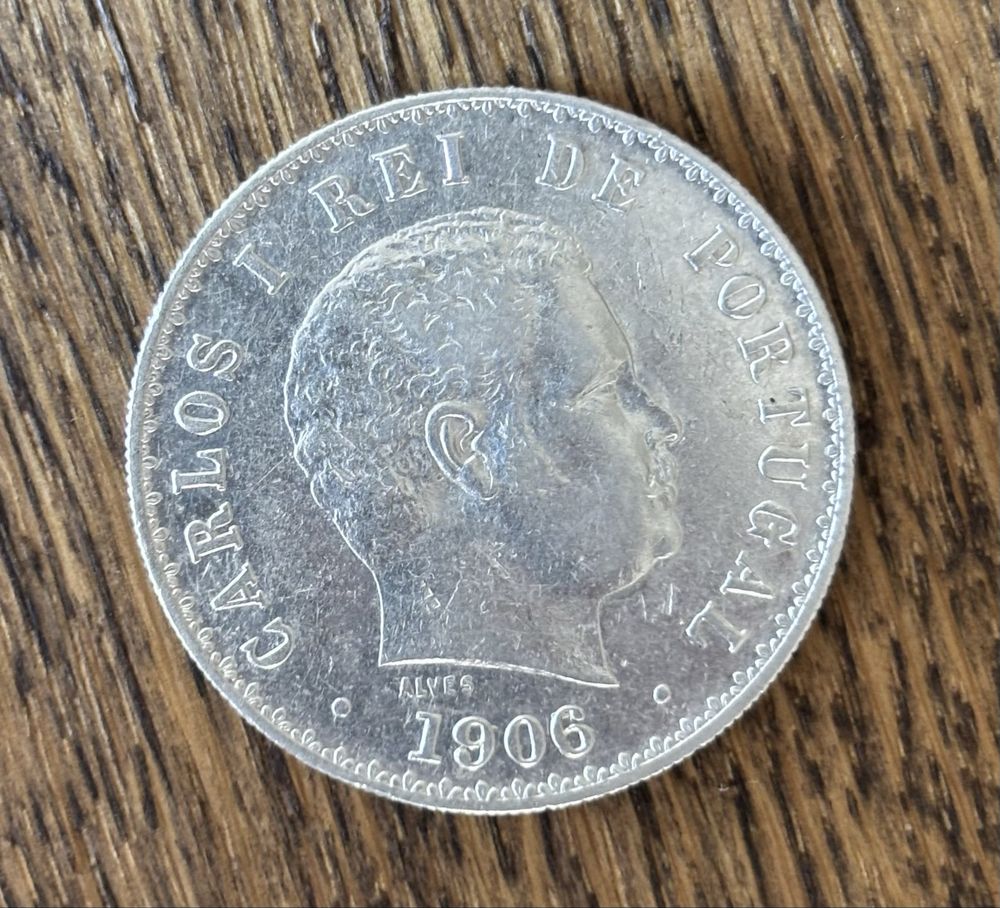 CARLOS I REI DE PORTUGAL
ALVES
1906